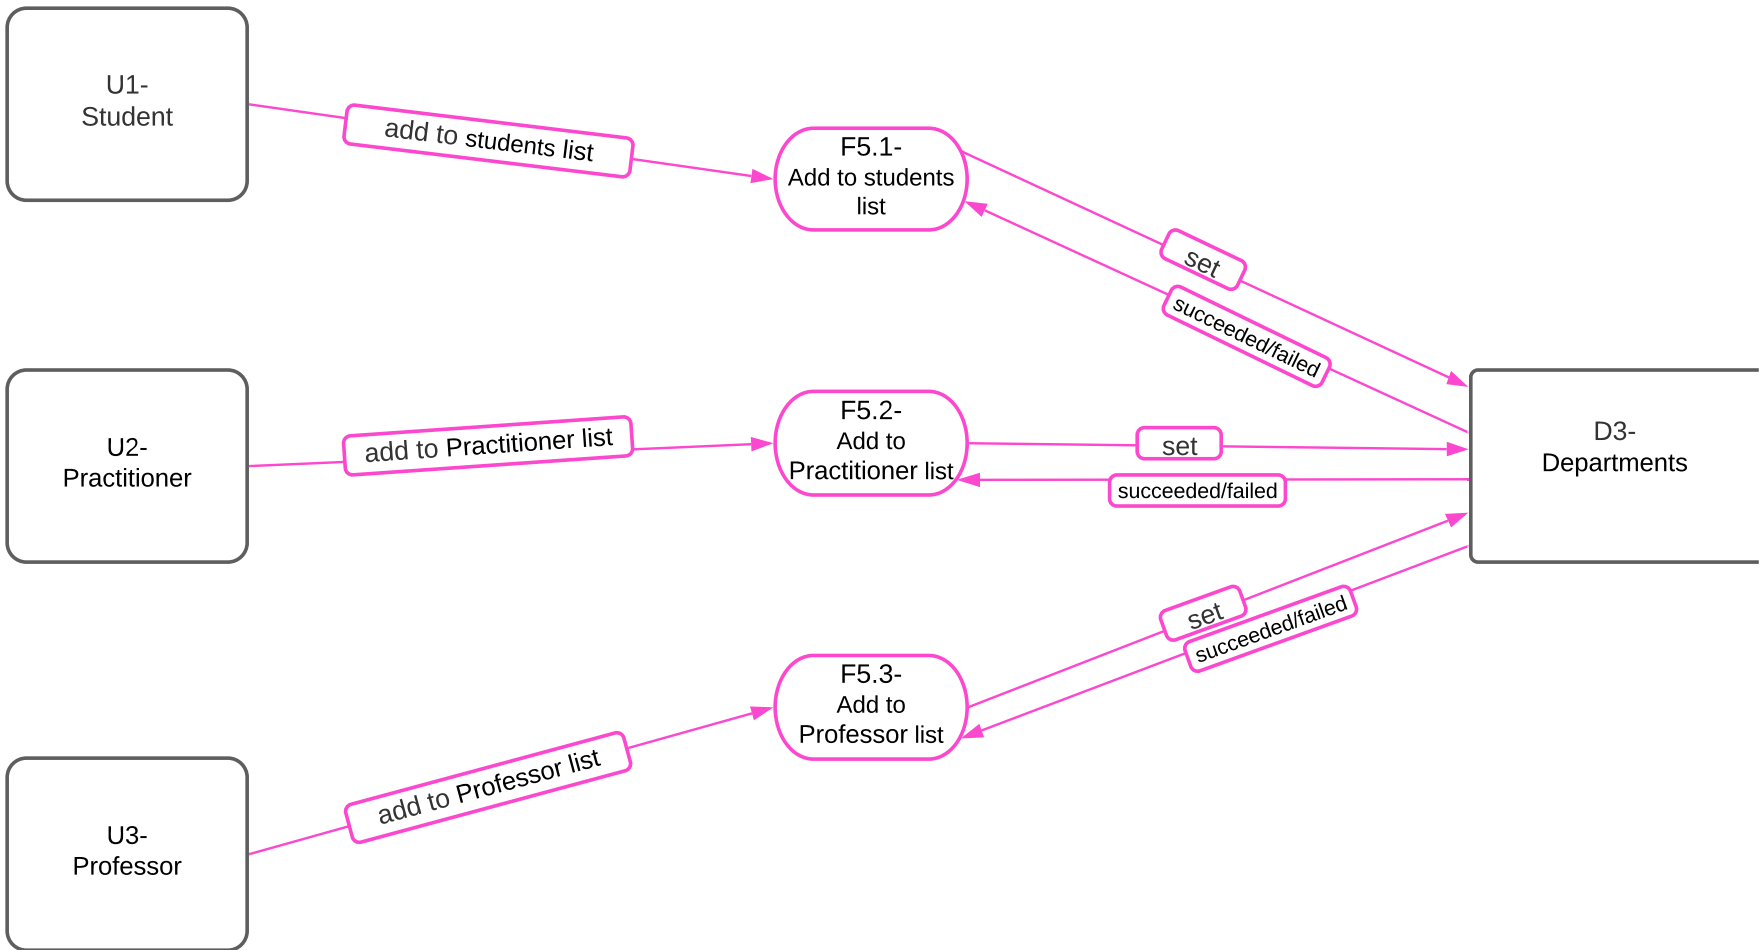 U1-
Student
add to students list
F5.1-
Add to students
list
set
succeeded/failed
U2-
Practitioner
add to Practitioner list
F5.2-
Add to
Practitioner list
set
succeeded/failed
D3-
Departments
U3-
Professor
add to Professor list
F5.3-
Add to
Professor list
set
succeeded/failed